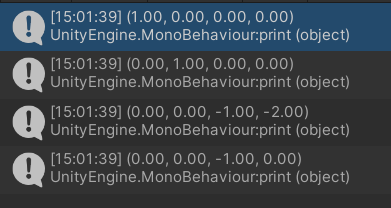 [15:01:39] (1.00, 0.00, 0.00, 0.00)
UnityEngine.MonoBehaviour:print (object)
[15:01:39] (0.00, 1.00, 0.00, 0.00)
UnityEngine.MonoBehaviour:print (object)
[15:01:39] (0.00, 0.00, -1.00, -2.00)
UnityEngine.MonoBehaviour:print (object)
[15:01:39] (0.00, 0.00, -1.00, 0.00)
UnityEngine.MonoBehaviour:print (object)